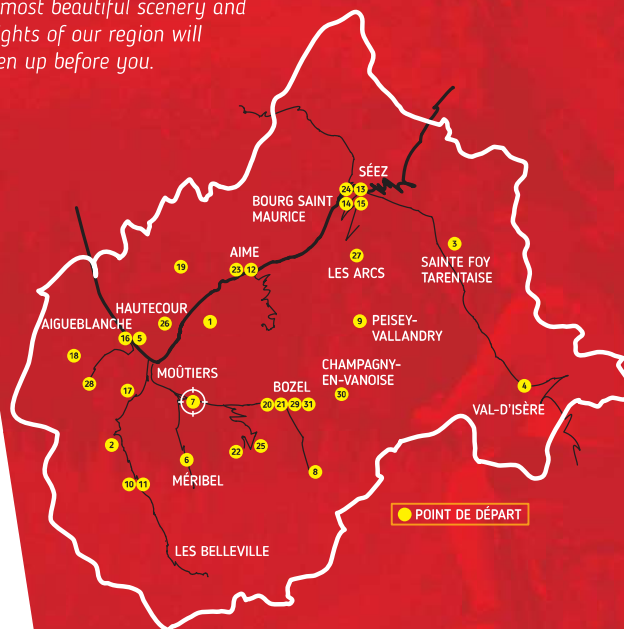 most beautiful scenery and
ghts of our region will
en up before you.
SÉEZ
24 13
BOURG SAINT
MAURICE
14 15
3
SAINTE FOY
TARENTAISE
AIME
23 12
19
27
LES ARCS
HAUTECOUR
26
1
9
PEISEY-
VALLANDRY
AIGUEBLANCHE
16 5
18
28
17
MOÛTIERS
7
CHAMPAGNY-
EN-VANOISE
30
BOZEL
20 21 29 31
4
VAL-D'ISÈRE
2
22
25
6
MÉRIBEL
8
10 11
POINT DE DÉPART
LES BELLEVILLE